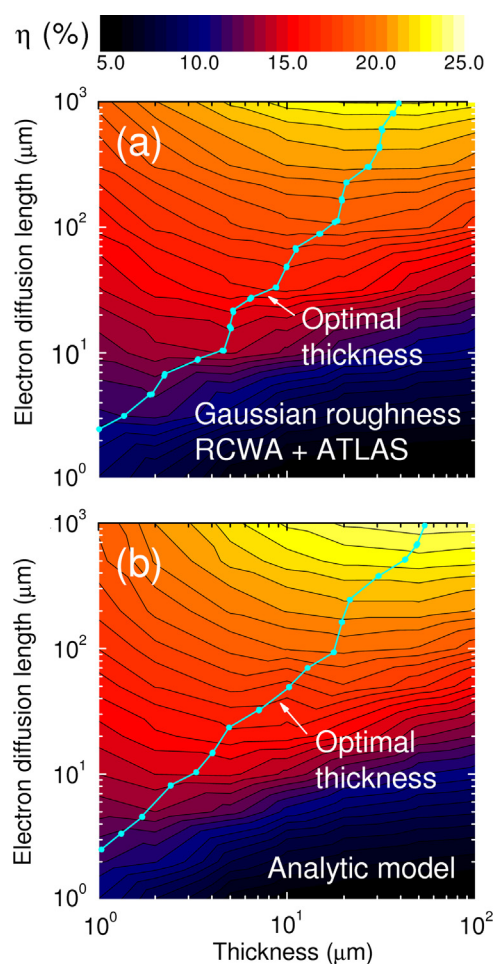 η (%)
5.0 10.0 15.0 20.0 25.0
10³
(a)
10²
Electron diffusion length (μm)
Optimal
thickness
10¹
Gaussian roughness
RCWA + ATLAS
10⁰
10³
(b)
10²
Electron diffusion length (μm)
Optimal
thickness
10¹
Analytic model
10⁰
10⁰ 10¹ 10²
Thickness (μm)